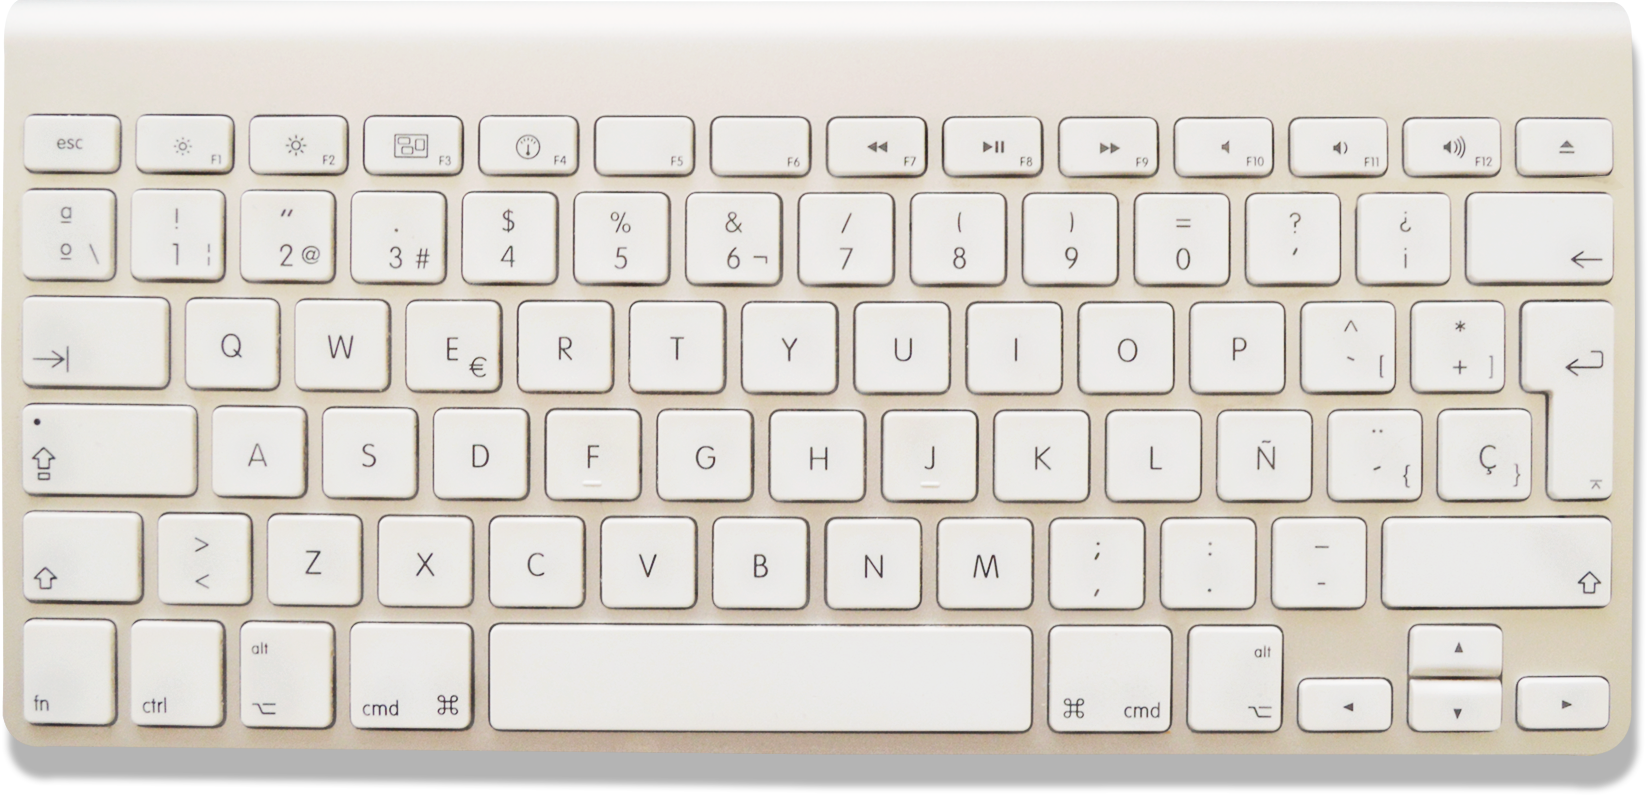 esc F1 F2 F3 F4 F5 F6 F7 F8 F9 F10 F11 F12
ª ! “ · $ % & / ( ) = ? ¿
º \ 1 ¦ 2 @ 3 # 4 5 6 ¬ 7 8 9 0 ' ¡
Q W E € R T Y U I O P ^ ` [ * + ]
A S D F G H J K L Ñ ¨ ´ { Ç }
> < Z X C V B N M ; , : . _ -
alt alt
fn ctrl cmd ⌘ ⌘ cmd